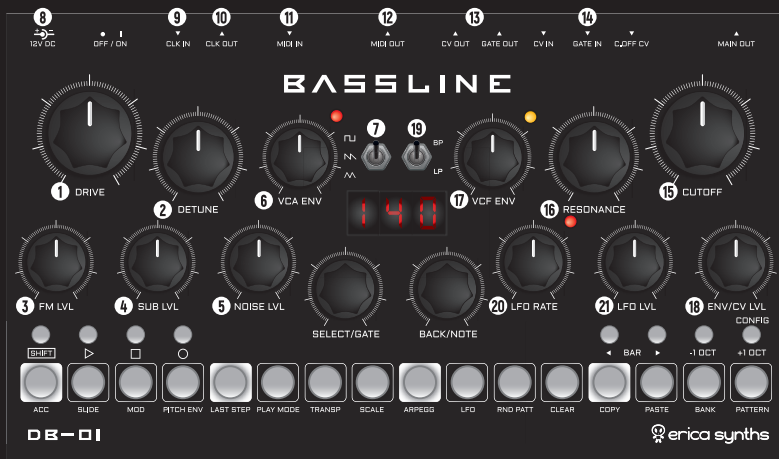 8 9 10 11 12 13 14
12V DC OFF / ON CLK IN CLK OUT MIDI IN MIDI OUT CV OUT GATE OUT CV IN GATE IN C.OFF CV MAIN OUT
BASSLINE
7 19
BP
LP
1 DRIVE
2 DETUNE
6 VCA ENV
17 VCF ENV
16 RESONANCE
15 CUTOFF
140
3 FM LVL
4 SUB LVL
5 NOISE LVL
SELECT/GATE
BACK/NOTE
20 LFO RATE
21 LFO LVL
18 ENV/CV LVL
CONFIG
SHIFT BAR -1 OCT +1 OCT
ACC SLIDE MOD PITCH ENV LAST STEP PLAY MODE TRANSP SCALE ARPEGG LFO RND PATT CLEAR COPY PASTE BANK PATTERN
DB-01
erica synths